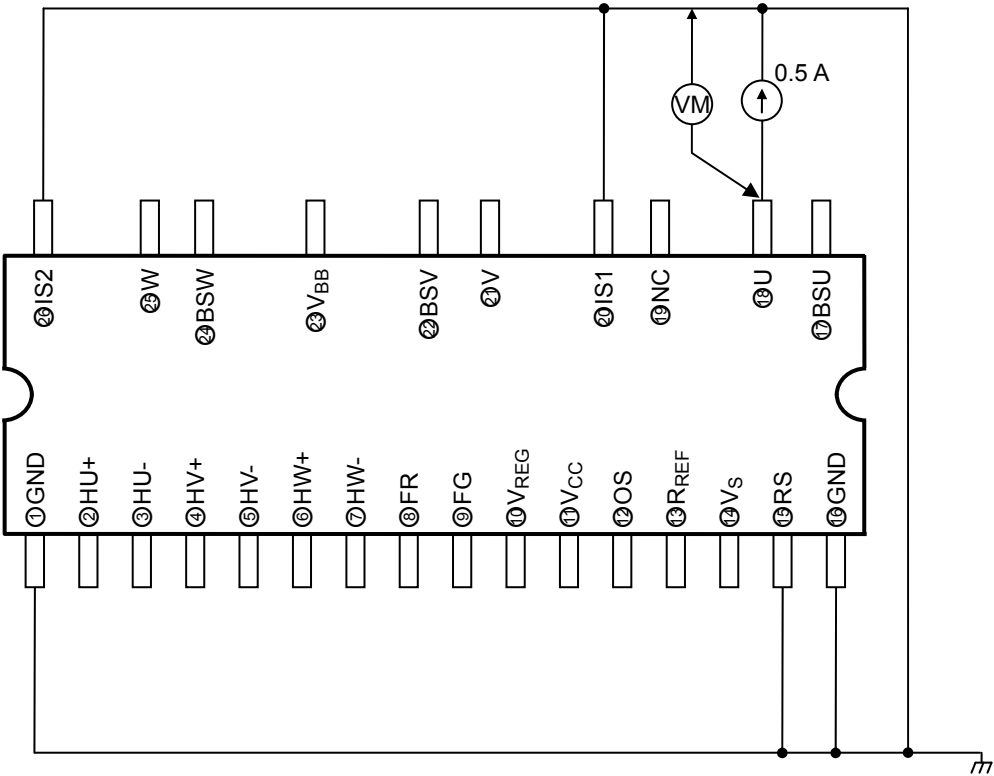 0.5 A
VM
㉖IS2
㉕W
㉔BSW
㉓VBB
㉒BSV
㉑V
⑳IS1
⑲NC
⑱U
⑰BSU
①GND
②HU+
③HU-
④HV+
⑤HV-
⑥HW+
⑦HW-
⑧FR
⑨FG
⑩VREG
⑪VCC
⑫OS
⑬RREF
⑭VS
⑮RS
⑯GND